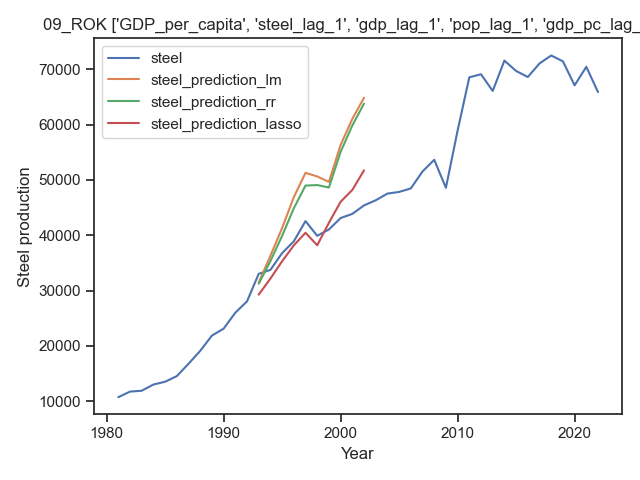 09_ROK ['GDP_per_capita', 'steel_lag_1', 'gdp_lag_1', 'pop_lag_1', 'gdp_pc_lag_
steel
steel_prediction_lm
steel_prediction_rr
steel_prediction_lasso
Steel production
70000
60000
50000
40000
30000
20000
10000
1980 1990 2000 2010 2020
Year